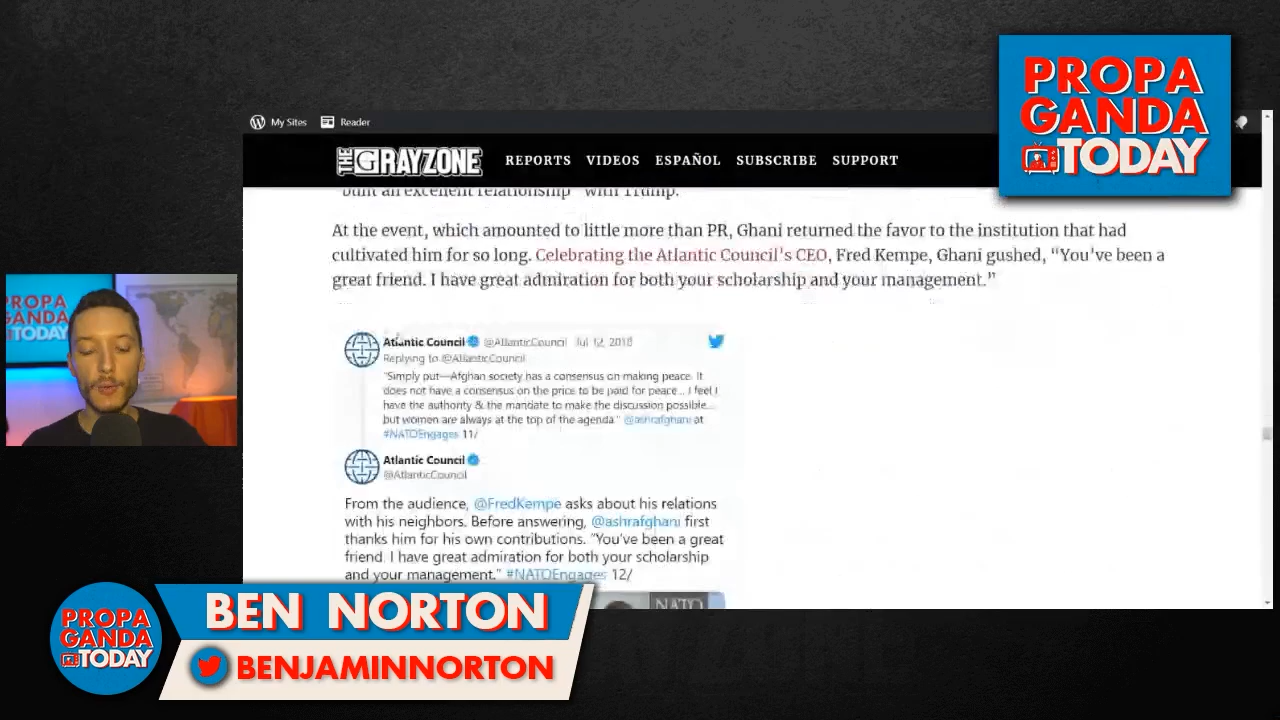 My Sites Reader
THE GRAYZONE REPORTS VIDEOS ESPAÑOL SUBSCRIBE SUPPORT
PROPA
GANDA
TODAY
"built an excellent relationship" with Trump.
At the event, which amounted to little more than PR, Ghani returned the favor to the institution that had
cultivated him for so long. Celebrating the Atlantic Council's CEO, Fred Kempe, Ghani gushed, “You've been a
great friend. I have great admiration for both your scholarship and your management.”
PROPA
GANDA
TODAY
Atlantic Council @AtlanticCouncil Jul 12, 2018
Replying to @AtlanticCouncil
"Simply put—Afghan society has a consensus on making peace. It
does not have a consensus on the price to be paid for peace... I feel I
have the authority & the mandate to make the discussion possible...
but women are always at the top of the agenda." @ashrafghani at
#NATOEngages 11/
Atlantic Council
@AtlanticCouncil
From the audience, @FredKempe asks about his relations
with his neighbors. Before answering, @ashrafghani first
thanks him for his own contributions. "You've been a great
friend. I have great admiration for both your scholarship
and your management." #NATOEngages 12/
NATO
PROPA
GANDA
TODAY
BEN NORTON
BENJAMINNORTON